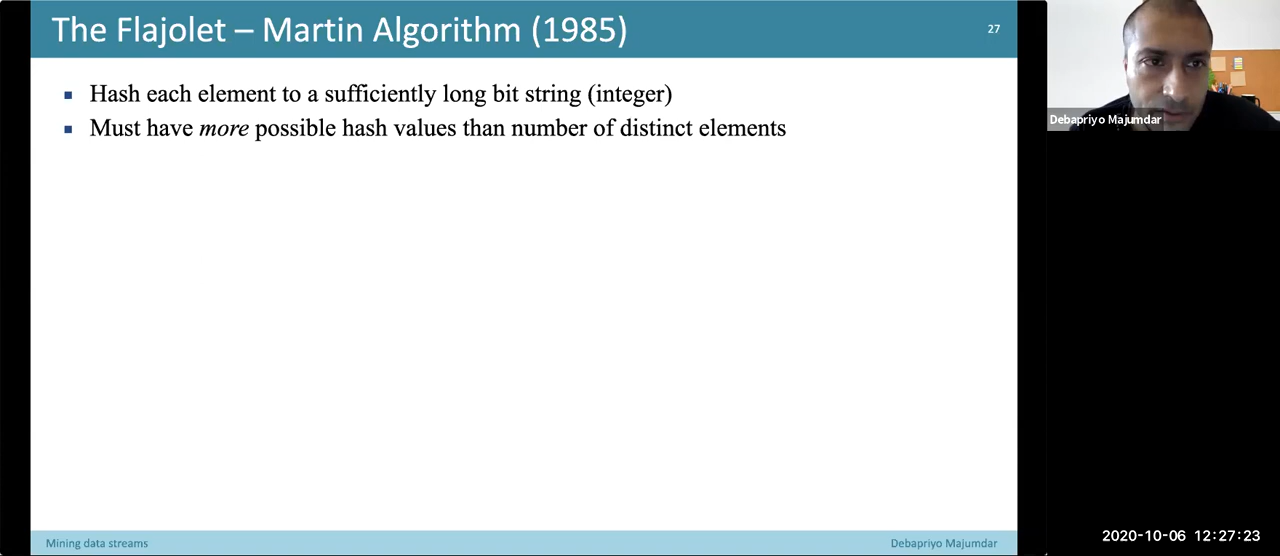 The Flajolet – Martin Algorithm (1985)
27
▪ Hash each element to a sufficiently long bit string (integer)
▪ Must have more possible hash values than number of distinct elements
Debapriyo Majumdar
Mining data streams
Debapriyo Majumdar
2020-10-06 12:27:23